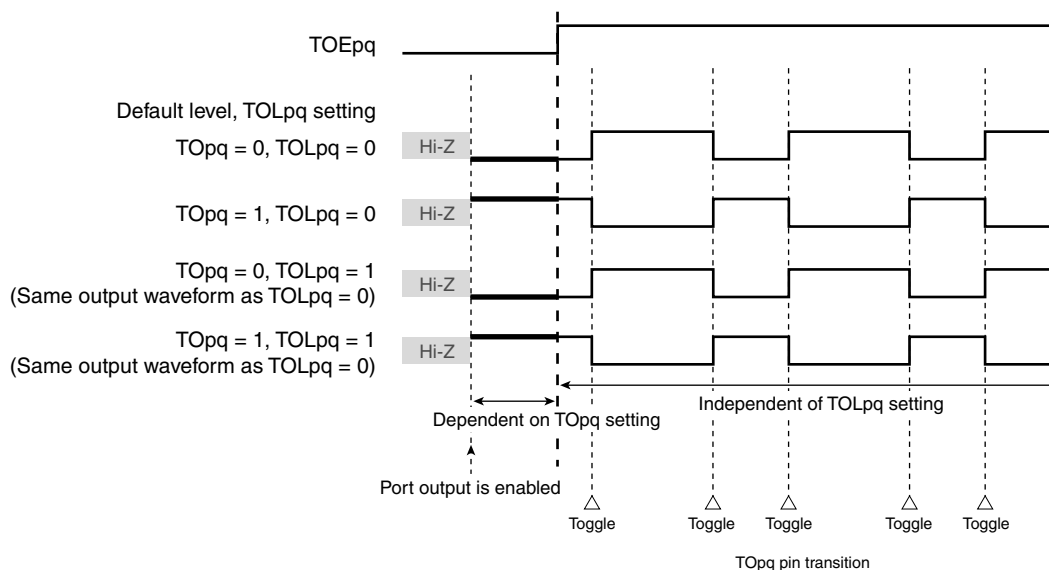 TOEpq
Default level, TOLpq setting
TOpq = 0, TOLpq = 0
Hi-Z
TOpq = 1, TOLpq = 0
Hi-Z
TOpq = 0, TOLpq = 1
(Same output waveform as TOLpq = 0)
Hi-Z
TOpq = 1, TOLpq = 1
(Same output waveform as TOLpq = 0)
Hi-Z
Independent of TOLpq setting
Dependent on TOpq setting
Port output is enabled
Toggle Toggle Toggle Toggle Toggle
TOpq pin transition